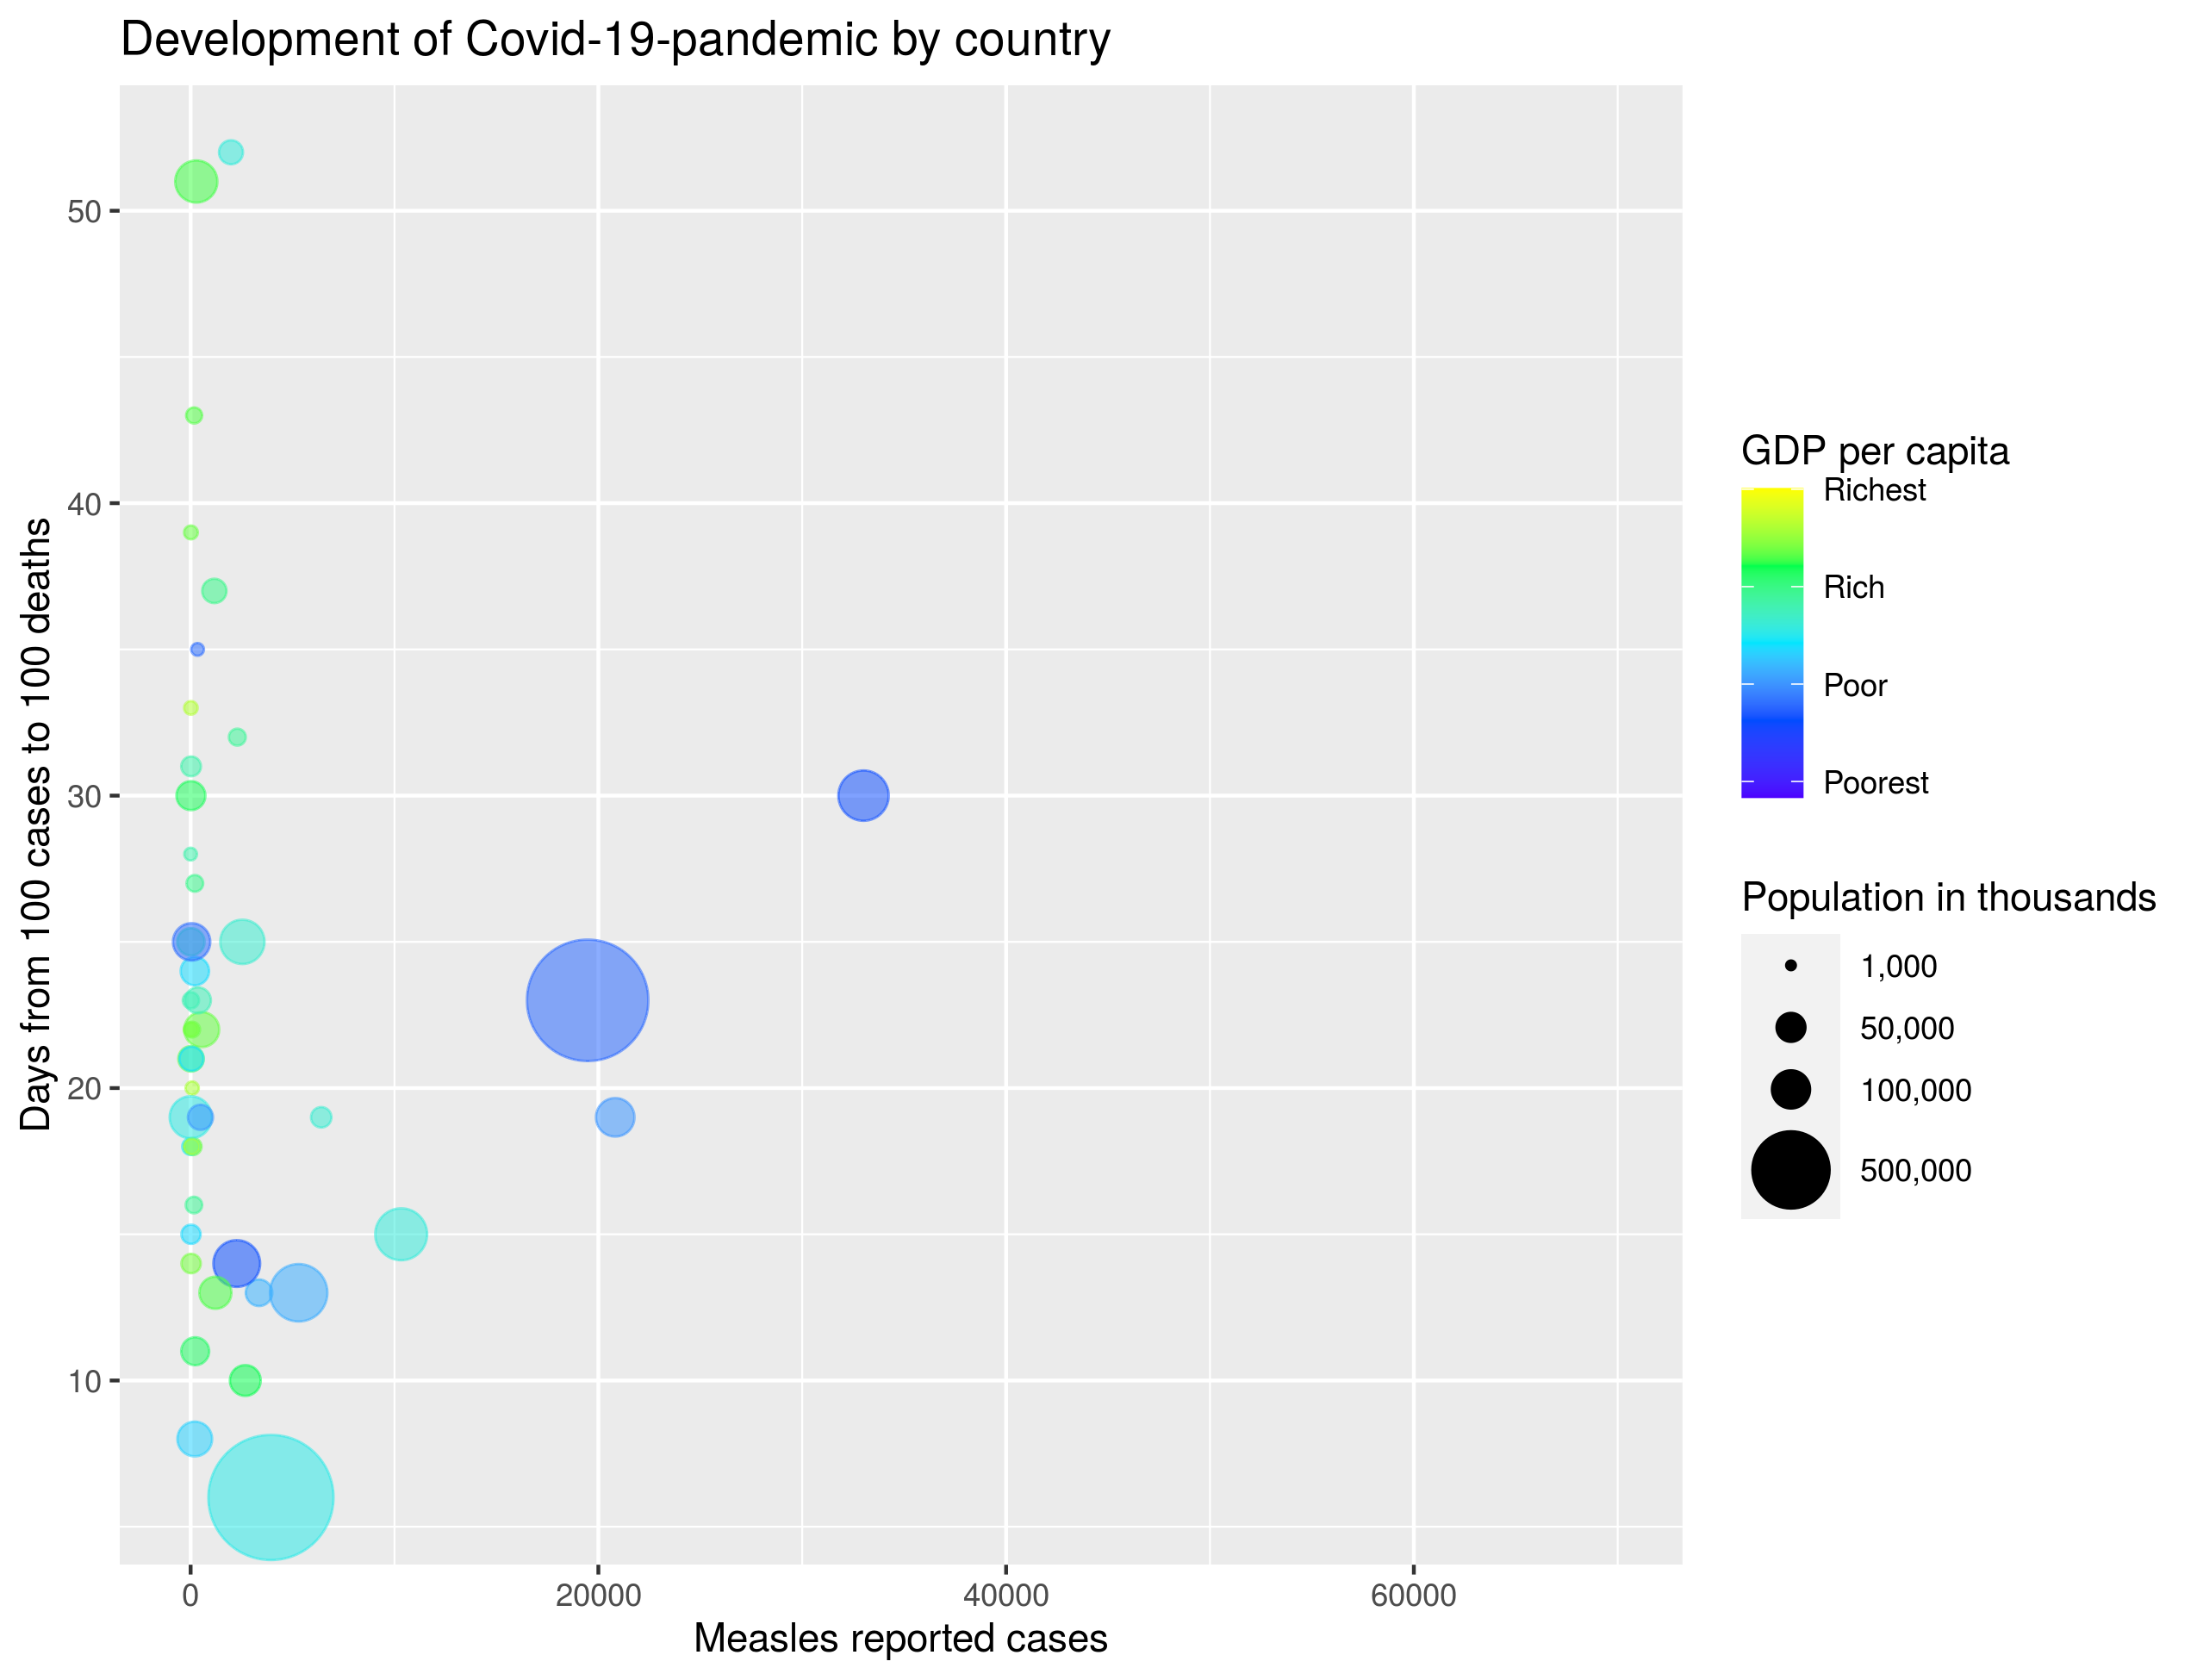 Development of Covid-19-pandemic by country
Days from 100 cases to 100 deaths
50
40
30
20
10
0
20000
40000
60000
Measles reported cases
GDP per capita
Richest
Rich
Poor
Poorest
Population in thousands
1,000
50,000
100,000
500,000